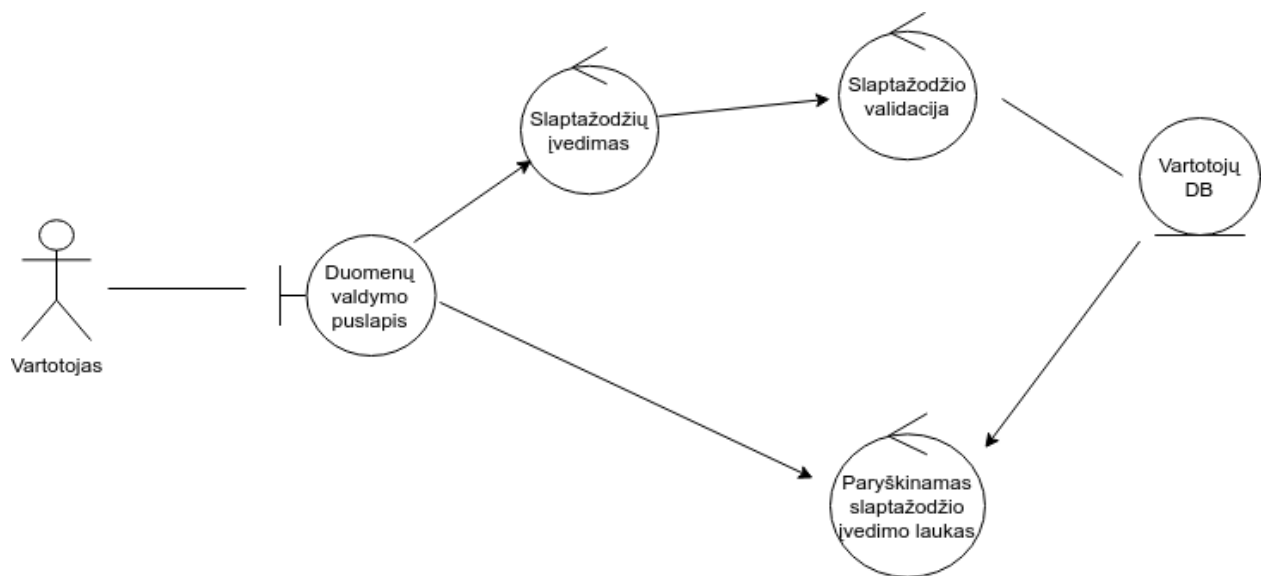 Vartotojas
Duomenų
valdymo
puslapis
Slaptažodžių
įvedimas
Slaptažodžio
validacija
Vartotojų
DB
Paryškinamas
slaptažodžio
įvedimo laukas